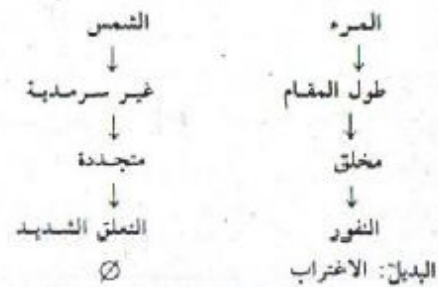 المرء الشمس
↓ ↓
طول المقام غير سرمدية
↓ ↓
مخلق متجددة
↓ ↓
النفور التعلق الشديد
البديل: الاغتراب ∅